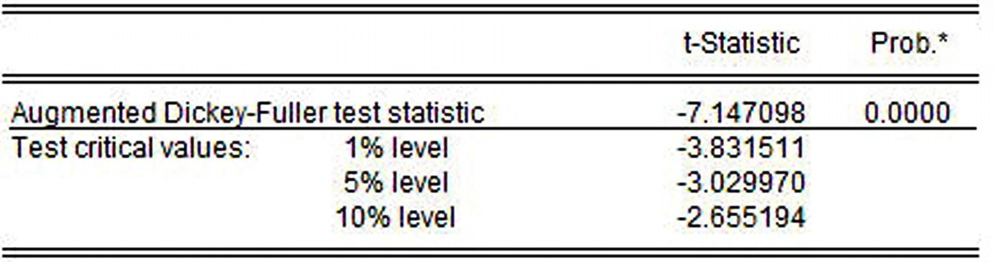 t-Statistic Prob.*
Augmented Dickey-Fuller test statistic -7.147098 0.0000
Test critical values: 1% level -3.831511
5% level -3.029970
10% level -2.655194